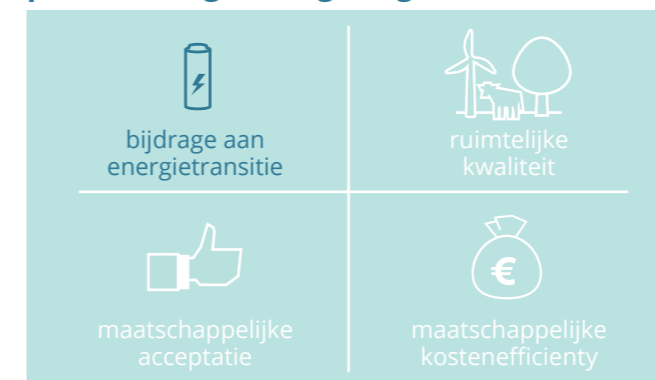 bijdrage aan
energietransitie
ruimtelijke
kwaliteit
maatschappelijke
acceptatie
€
maatschappelijke
kostenefficienty